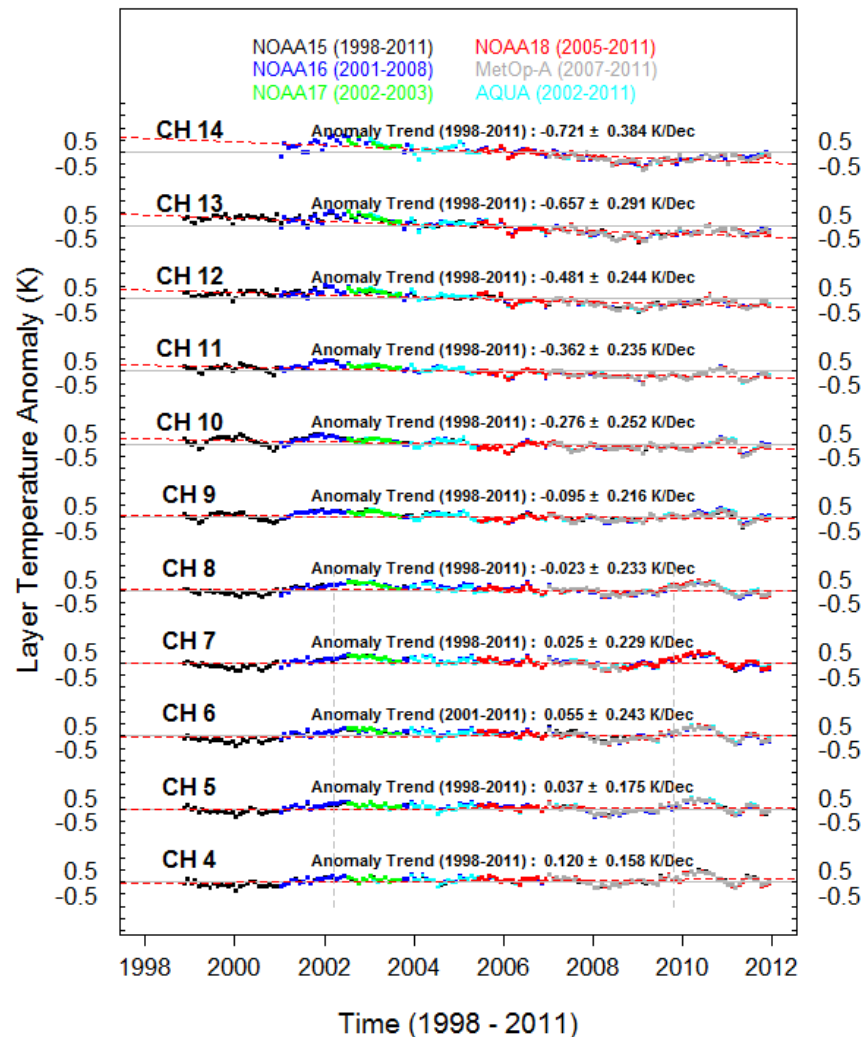 NOAA15 (1998-2011) NOAA18 (2005-2011)
NOAA16 (2001-2008) MetOp-A (2007-2011)
NOAA17 (2002-2003) AQUA (2002-2011)
CH 14 Anomaly Trend (1998-2011) : -0.721 ± 0.384 K/Dec
0.5 0.5
-0.5 -0.5
CH 13 Anomaly Trend (1998-2011) : -0.657 ± 0.291 K/Dec
0.5 0.5
-0.5 -0.5
CH 12 Anomaly Trend (1998-2011) : -0.481 ± 0.244 K/Dec
0.5 0.5
-0.5 -0.5
CH 11 Anomaly Trend (1998-2011) : -0.362 ± 0.235 K/Dec
0.5 0.5
-0.5 -0.5
CH 10 Anomaly Trend (1998-2011) : -0.276 ± 0.252 K/Dec
0.5 0.5
-0.5 -0.5
CH 9 Anomaly Trend (1998-2011) : -0.095 ± 0.216 K/Dec
0.5 0.5
-0.5 -0.5
CH 8 Anomaly Trend (1998-2011) : -0.023 ± 0.233 K/Dec
0.5 0.5
-0.5 -0.5
CH 7 Anomaly Trend (1998-2011) : 0.025 ± 0.229 K/Dec
0.5 0.5
-0.5 -0.5
CH 6 Anomaly Trend (2001-2011) : 0.055 ± 0.243 K/Dec
0.5 0.5
-0.5 -0.5
CH 5 Anomaly Trend (1998-2011) : 0.037 ± 0.175 K/Dec
0.5 0.5
-0.5 -0.5
CH 4 Anomaly Trend (1998-2011) : 0.120 ± 0.158 K/Dec
0.5 0.5
-0.5 -0.5
Layer Temperature Anomaly (K)
1998 2000 2002 2004 2006 2008 2010 2012
Time (1998 - 2011)